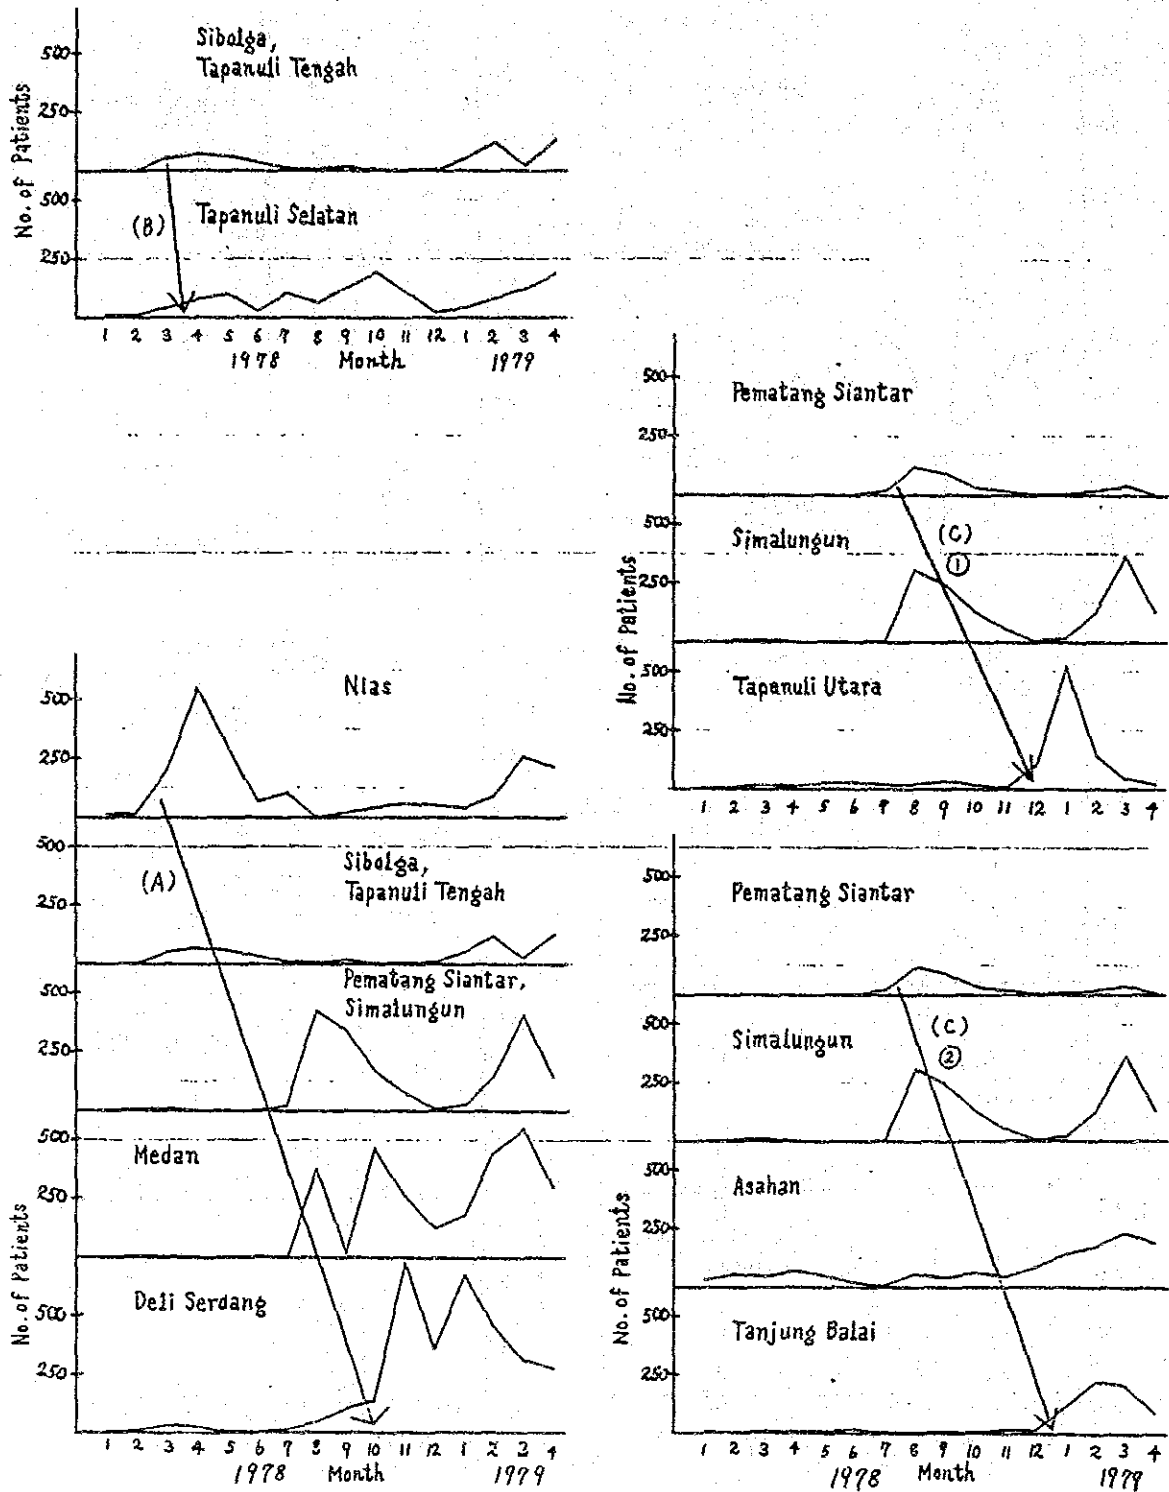 Sibolga,
Tapanuli Tengah
500
250
No. of Patients
(B)
Tapanuli Selatan
500
250
1 2 3 4 5 6 7 8 9 10 11 12 1 2 3 4
1978 Month 1979
Nias
500
250
(A)
Sibolga,
Tapanuli Tengah
500
250
Pematang Siantar,
Simalungun
500
250
Medan
500
250
No. of Patients
Deli Serdang
500
250
1 2 3 4 5 6 7 8 9 10 11 12 1 2 3 4
1978 Month 1979
Pematang Siantar
500
250
Simalungun
(C)
①
500
250
No. of Patients
Tapanuli Utara
500
250
1 2 3 4 5 6 7 8 9 10 11 12 1 2 3 4
Pematang Siantar
500
250
Simalungun
(C)
②
500
250
Asahan
500
250
No. of Patients
Tanjung Balai
500
250
1 2 3 4 5 6 7 8 9 10 11 12 1 2 3 4
1978 Month 1979